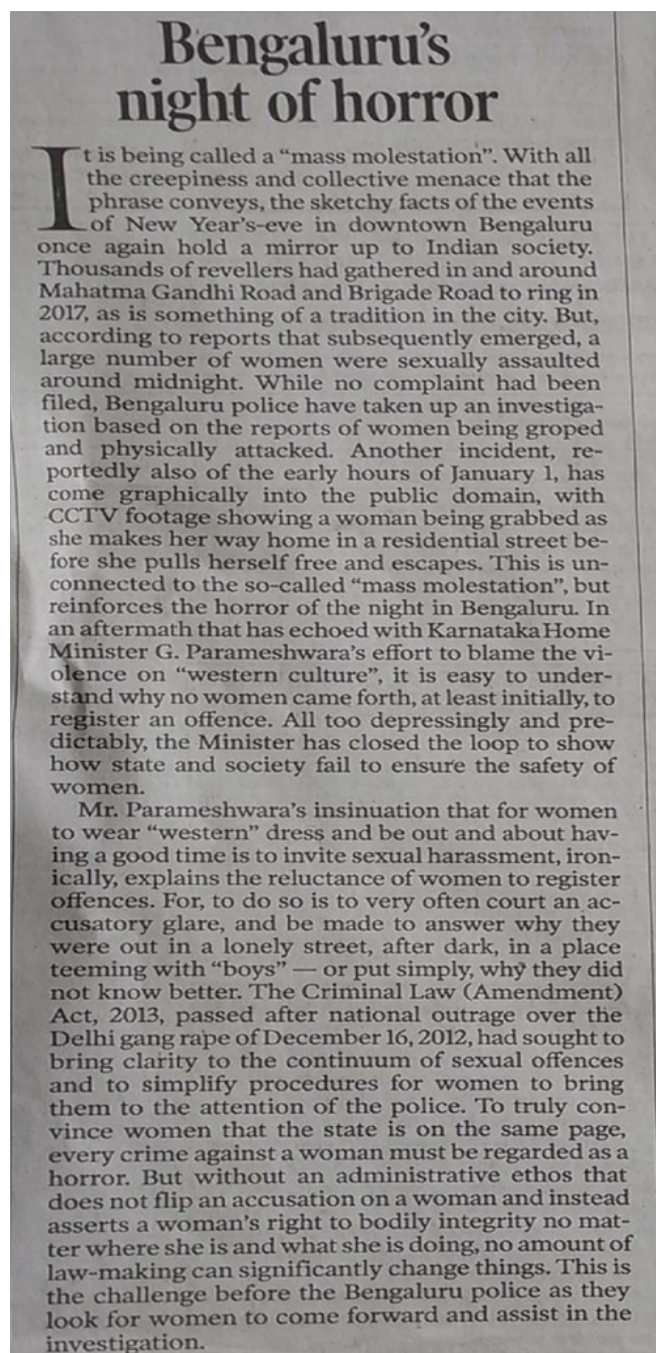 Bengaluru's
night of horror
It is being called a “mass molestation”. With all
the creepiness and collective menace that the
phrase conveys, the sketchy facts of the events
of New Year's-eve in downtown Bengaluru
once again hold a mirror up to Indian society.
Thousands of revellers had gathered in and around
Mahatma Gandhi Road and Brigade Road to ring in
2017, as is something of a tradition in the city. But,
according to reports that subsequently emerged, a
large number of women were sexually assaulted
around midnight. While no complaint had been
filed, Bengaluru police have taken up an investiga-
tion based on the reports of women being groped
and physically attacked. Another incident, re-
portedly also of the early hours of January 1, has
come graphically into the public domain, with
CCTV footage showing a woman being grabbed as
she makes her way home in a residential street be-
fore she pulls herself free and escapes. This is un-
connected to the so-called “mass molestation”, but
reinforces the horror of the night in Bengaluru. In
an aftermath that has echoed with Karnataka Home
Minister G. Parameshwara's effort to blame the vi-
olence on “western culture”, it is easy to under-
stand why no women came forth, at least initially, to
register an offence. All too depressingly and pre-
dictably, the Minister has closed the loop to show
how state and society fail to ensure the safety of
women.
Mr. Parameshwara's insinuation that for women
to wear “western” dress and be out and about hav-
ing a good time is to invite sexual harassment, iron-
ically, explains the reluctance of women to register
offences. For, to do so is to very often court an ac-
cusatory glare, and be made to answer why they
were out in a lonely street, after dark, in a place
teeming with “boys” — or put simply, why they did
not know better. The Criminal Law (Amendment)
Act, 2013, passed after national outrage over the
Delhi gang rape of December 16, 2012, had sought to
bring clarity to the continuum of sexual offences
and to simplify procedures for women to bring
them to the attention of the police. To truly con-
vince women that the state is on the same page,
every crime against a woman must be regarded as a
horror. But without an administrative ethos that
does not flip an accusation on a woman and instead
asserts a woman's right to bodily integrity no mat-
ter where she is and what she is doing, no amount of
law-making can significantly change things. This is
the challenge before the Bengaluru police as they
look for women to come forward and assist in the
investigation.